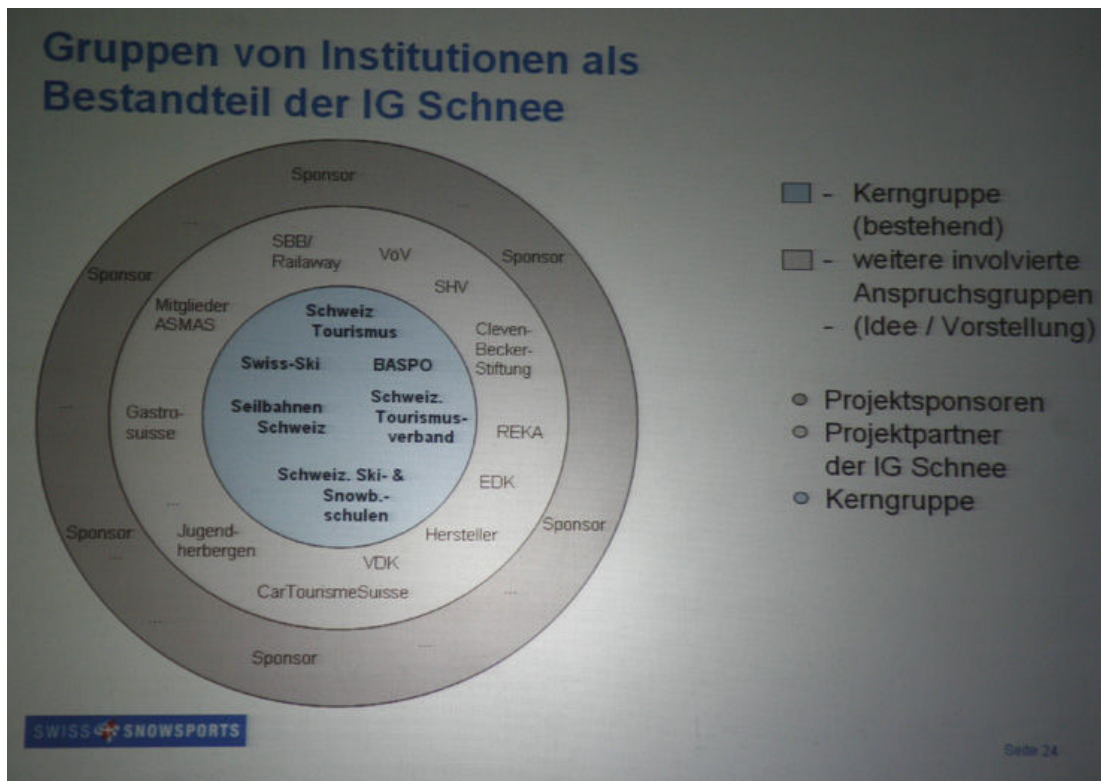 Gruppen von Institutionen als
Bestandteil der IG Schnee
Sponsor
...
...
Sponsor
Sponsor
SBB/
Railaway
VöV
SHV
Mitglieder
ASMAS
Cleven-
Becker-
Stiftung
Schweiz
Tourismus
Swiss-Ski
BASPO
Seilbahnen
Schweiz
Schweiz.
Tourismus-
verband
Schweiz. Ski- &
Snowb.-
schulen
...
Gastro-
suisse
REKA
EDK
...
Hersteller
Jugend-
herbergen
VDK
CarTourismeSuisse
...
Sponsor
Sponsor
...
...
...
...
Sponsor
- Kerngruppe
(bestehend)
- weitere involvierte
Anspruchsgruppen
- (Idee / Vorstellung)
Projektsponsoren
Projektpartner
der IG Schnee
Kerngruppe
SWISS SNOWSPORTS
Seite 24